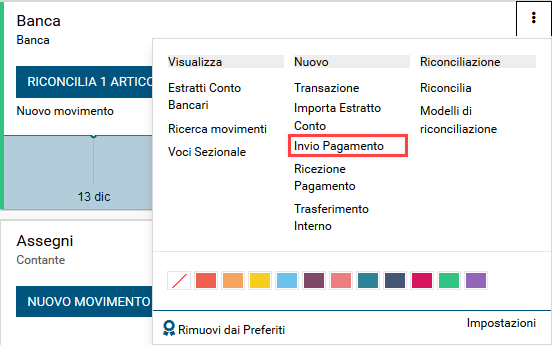 Banca
Banca
RICONCILIA 1 ARTICO
Nuovo movimento
13 dic
Assegni
Contante
NUOVO MOVIMENTO
Visualizza
Estratti Conto
Bancari
Ricerca movimenti
Voci Sezionale
Nuovo
Transazione
Importa Estratto
Conto
Invio Pagamento
Ricezione
Pagamento
Trasferimento
Interno
Riconciliazione
Riconcilia
Modelli di
riconciliazione
Rimuovi dai Preferiti
Impostazioni